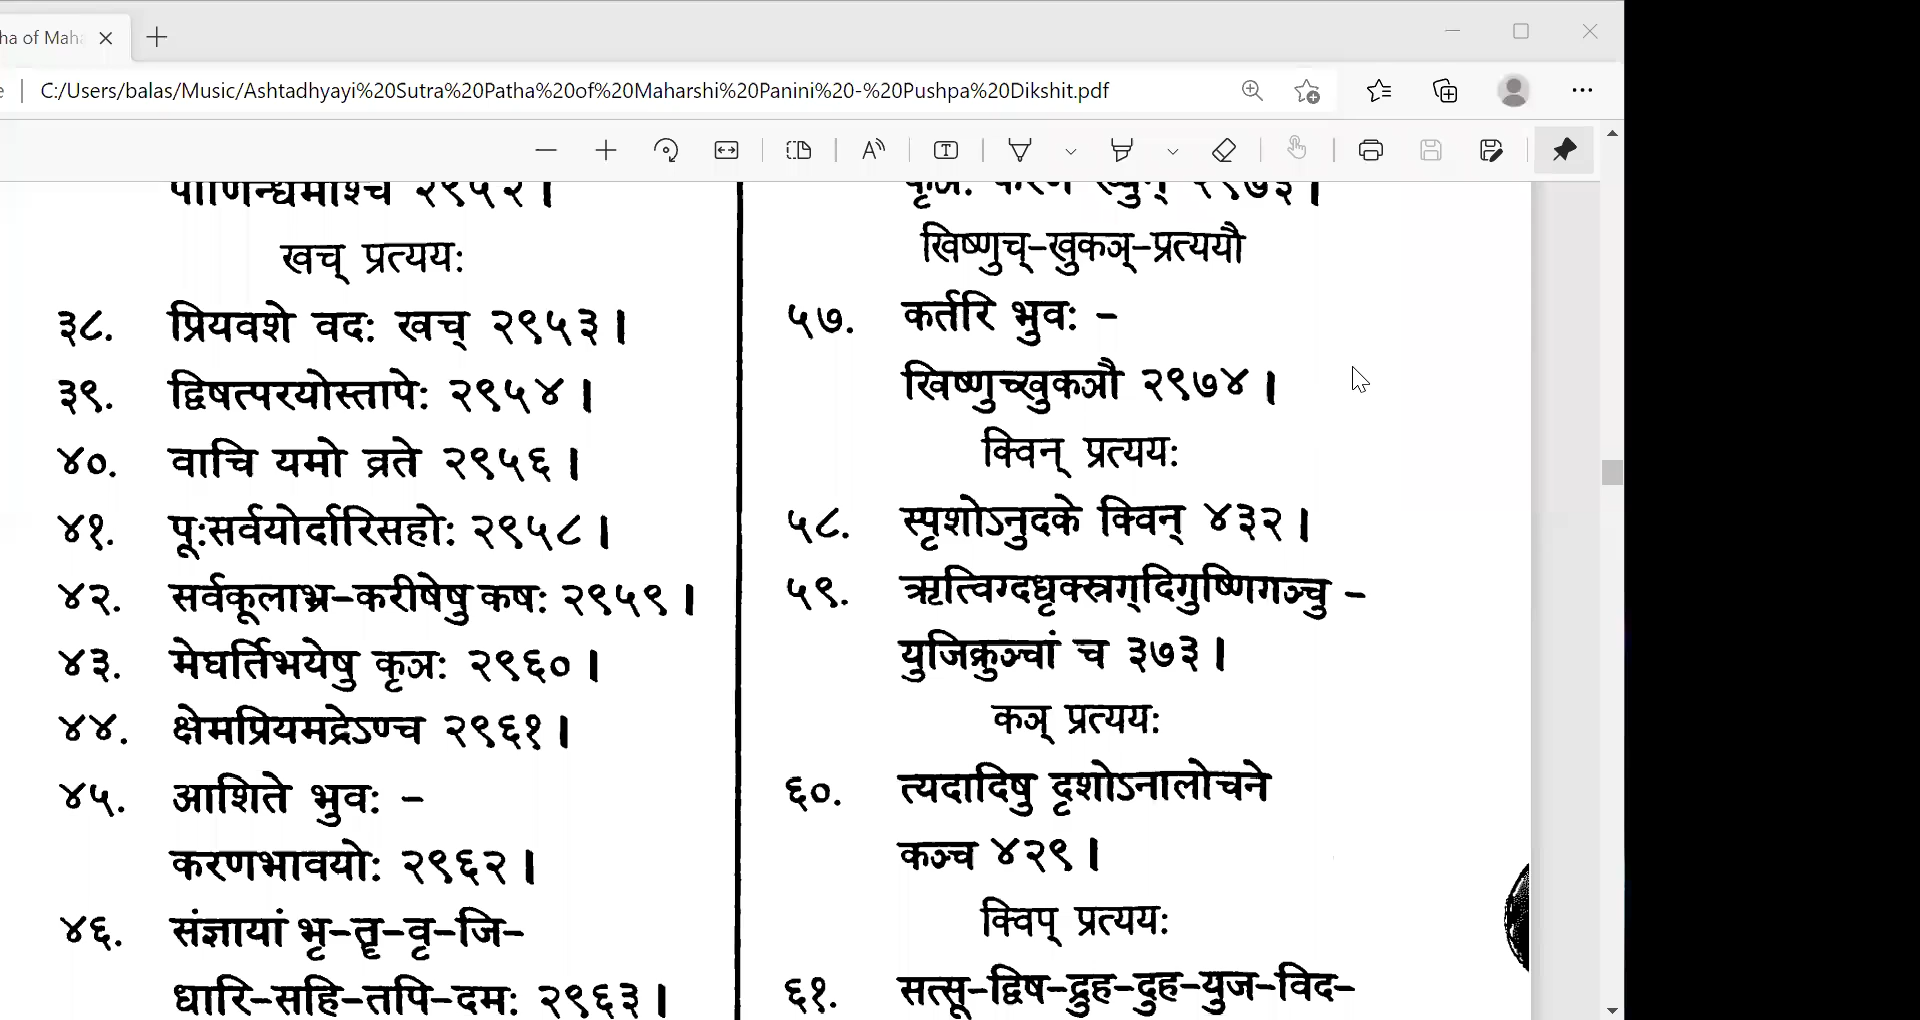 ha of Mah
C:/Users/balas/Music/Ashtadhyayi%20Sutra%20Patha%20of%20Maharshi%20Panini%20-%20Pushpa%20Dikshit.pdf
पाणिन्धमाश्च २९५२ ।
खच् प्रत्ययः
३८. प्रियवशे वदः खच् २९५३ ।
३९. द्विषत्परयोस्तापेः २९५४ ।
४०. वाचि यमो व्रते २९५६ ।
४१. पूःसर्वयोर्दारिसहोः २९५८ ।
४२. सर्वकूलाभ्र-करीषेषु कषः २९५९ ।
४३. मेघर्तिभयेषु कृञः २९६० ।
४४. क्षेमप्रियमद्रेऽण्च २९६१ ।
४५. आशिते भुवः -
करणभावयोः २९६२ ।
४६. संज्ञायां भृ-तॄ-वृ-जि-
धारि-सहि-तपि-दमः २९६३ ।
कृञः करणे ख्युन् २९७३ ।
खिष्णुच्-खुकञ्-प्रत्ययौ
५७. कर्तरि भुवः -
खिष्णुच्खुकञौ २९७४ ।
क्विन् प्रत्ययः
५८. स्पृशोऽनुदके क्विन् ४३२ ।
५९. ऋत्विग्दधृक्स्रग्दिगुष्णिगञ्चु -
युजिक्रुञ्चां च ३७३ ।
कञ् प्रत्ययः
६०. त्यदादिषु दृशोऽनालोचने
कञ्च ४२९ ।
क्विप् प्रत्ययः
६१. सत्सू-द्विष-द्रुह-दुह-युज-विद-